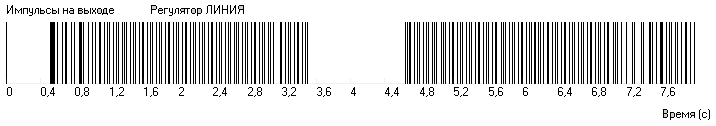 Импульсы на выходе Регулятор ЛИНИЯ
0 0,4 0,8 1,2 1,6 2 2,4 2,8 3,2 3,6 4 4,4 4,8 5,2 5,6 6 6,4 6,8 7,2 7,6
Время (с)